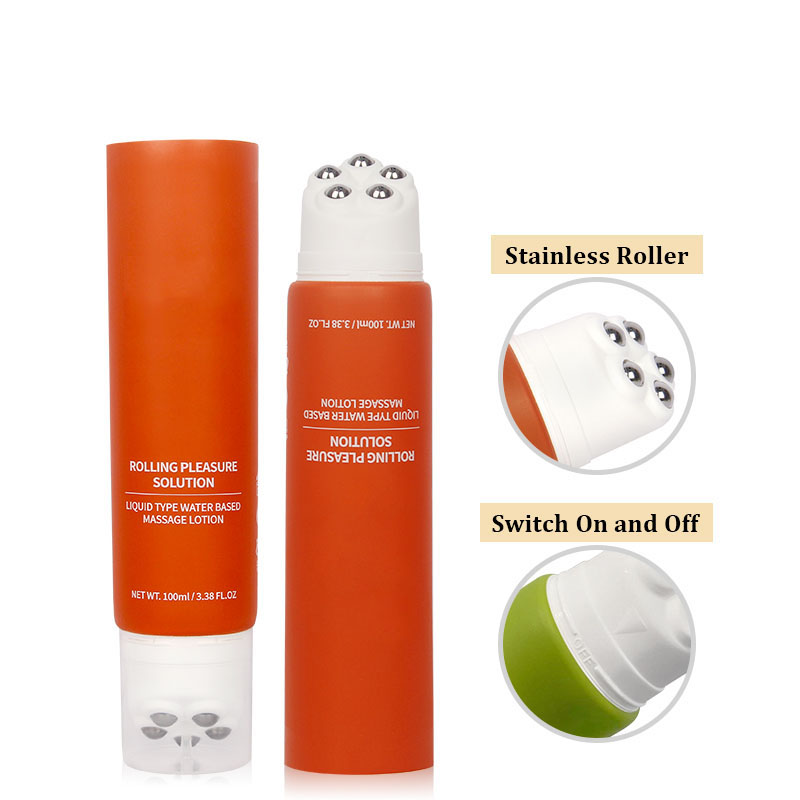 ROLLING PLEASURE
SOLUTION
LIQUID TYPE WATER BASED
MASSAGE LOTION
NET WT. 100ml / 3.38 FL.OZ
NET WT. 100ml / 3.38 FL.OZ
MASSAGE LOTION
LIQUID TYPE WATER BASED
SOLUTION
ROLLING PLEASURE
Stainless Roller
Switch On and Off
OFF